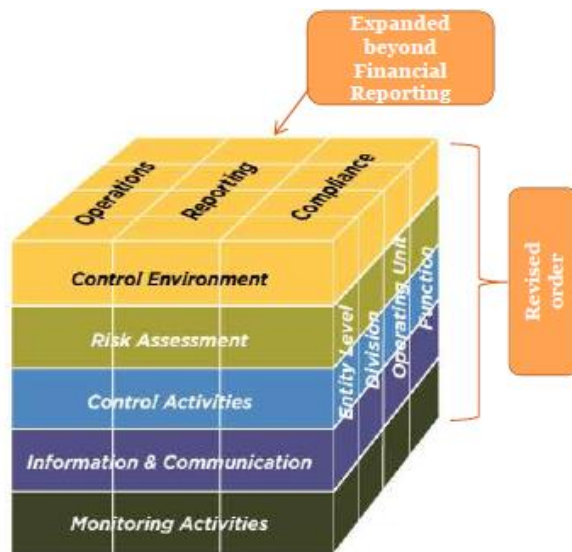 Expanded
beyond
Financial
Reporting
Operations
Reporting
Compliance
Control Environment
Risk Assessment
Control Activities
Information & Communication
Monitoring Activities
Entity Level
Division
Operating Unit
Function
Revised
order